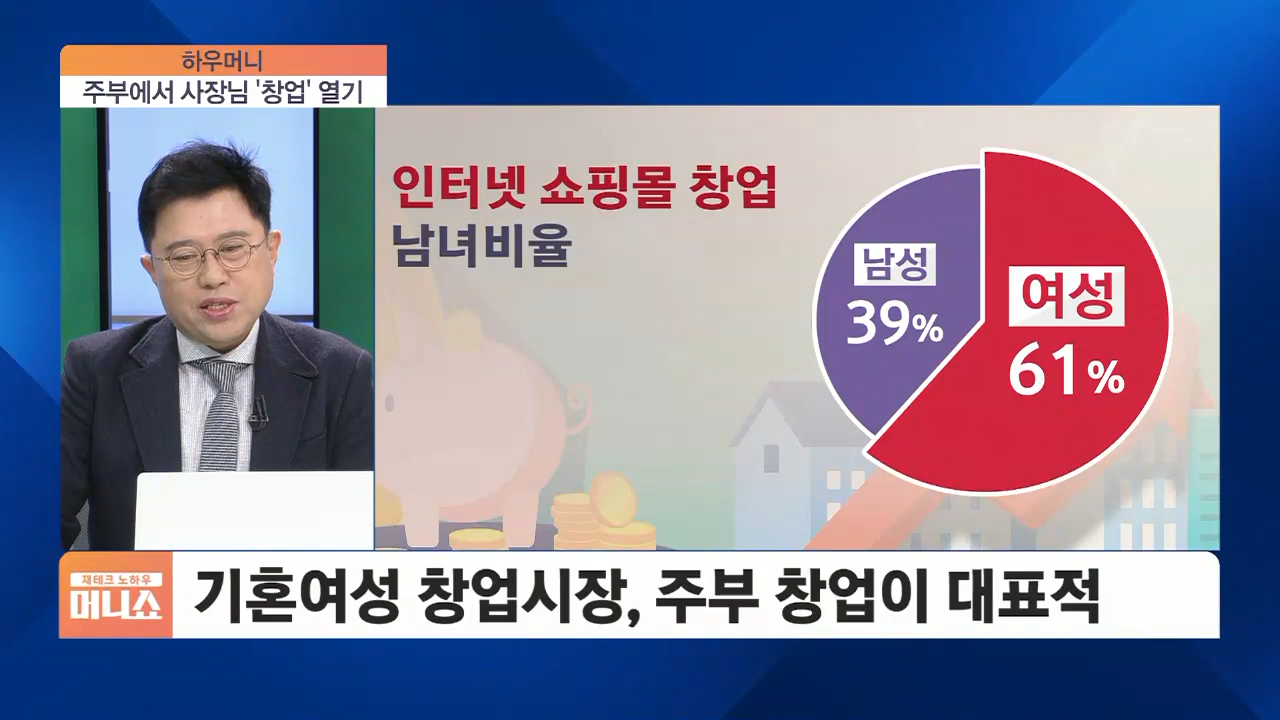 하우머니
주부에서 사장님 '창업' 열기
인터넷 쇼핑몰 창업
남녀비율
남성
39%
여성
61%
재테크 노하우
머니쇼
기혼여성 창업시장, 주부 창업이 대표적